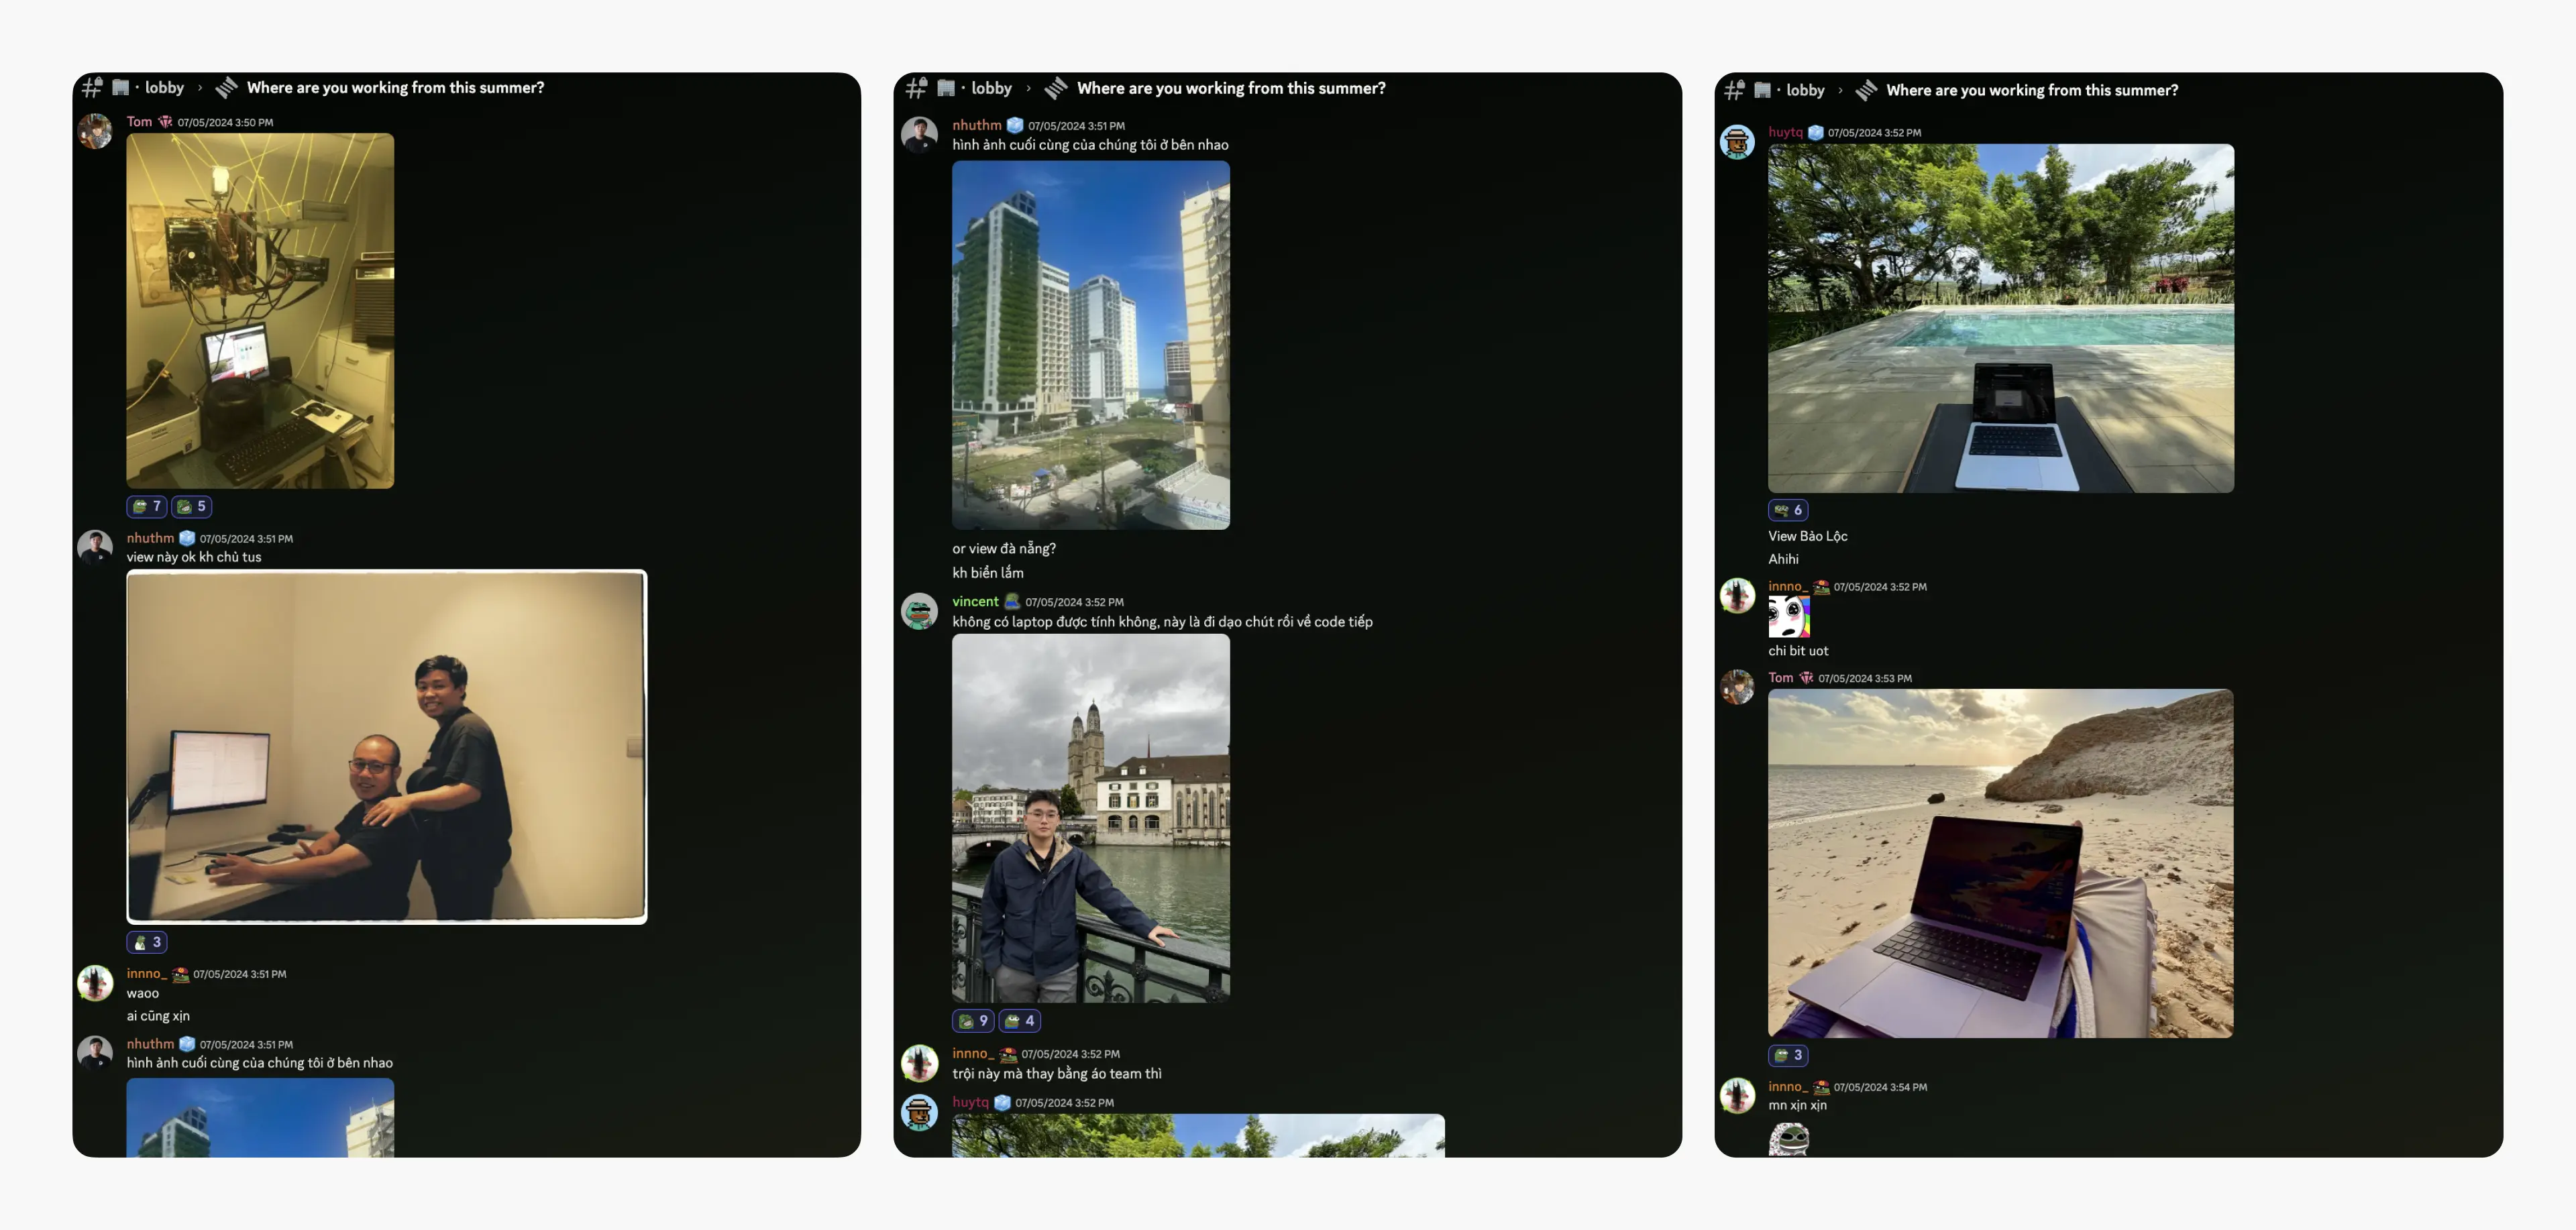 · lobby › Where are you working from this summer?
Tom 07/05/2024 3:50 PM
7 5
nhuthm 07/05/2024 3:51 PM
view này ok kh chủ tus
3
innno_ 07/05/2024 3:51 PM
waoo
ai cũng xịn
nhuthm 07/05/2024 3:51 PM
hình ảnh cuối cùng của chúng tôi ở bên nhao
· lobby › Where are you working from this summer?
nhuthm 07/05/2024 3:51 PM
hình ảnh cuối cùng của chúng tôi ở bên nhao
or view đà nẵng?
kh biển lắm
vincent 07/05/2024 3:52 PM
không có laptop được tính không, này là đi dạo chút rồi về code tiếp
9 4
innno_ 07/05/2024 3:52 PM
trội này mà thay bằng áo team thì
huytq 07/05/2024 3:52 PM
· lobby › Where are you working from this summer?
huytq 07/05/2024 3:52 PM
6
View Bảo Lộc
Ahihi
innno_ 07/05/2024 3:52 PM
chi bit uot
Tom 07/05/2024 3:53 PM
3
innno_ 07/05/2024 3:54 PM
mn xịn xịn